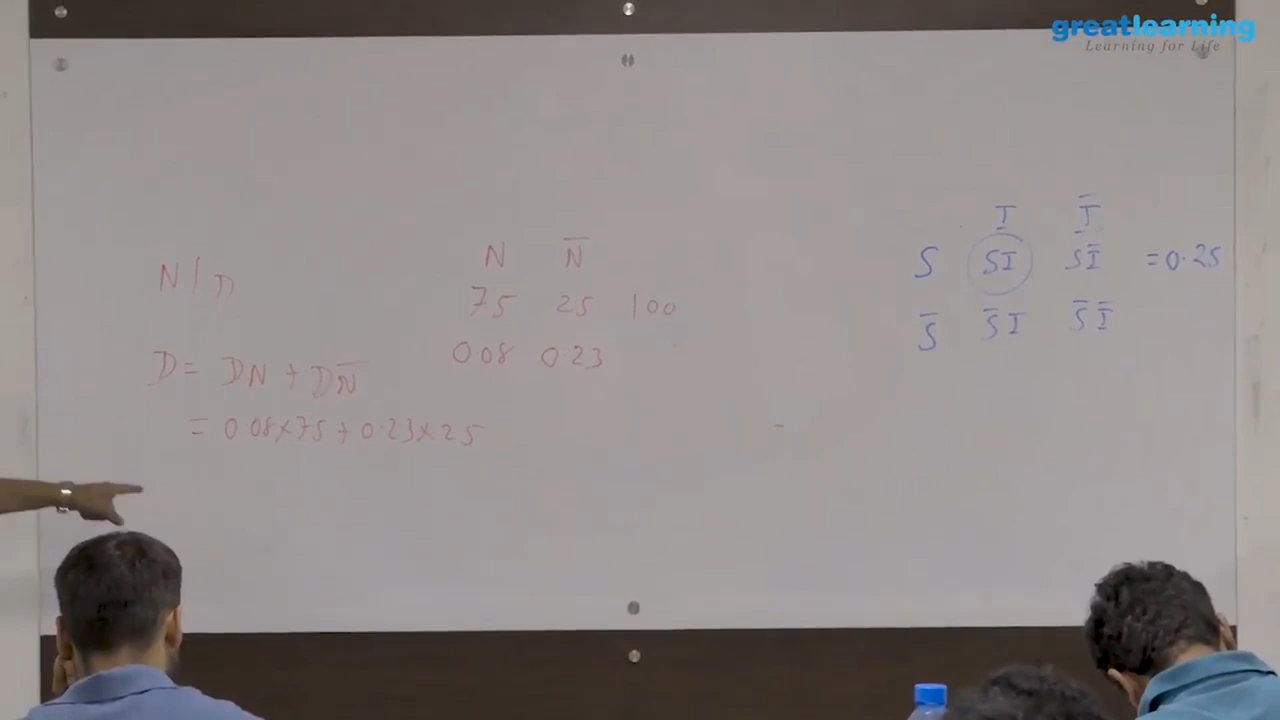 greatlearning
Learning for Life
N/D
D = DN + DN̅
= 0.08×75 + 0.23×25
N N̅
75 25 100
0.08 0.23
I I̅
S SI SI̅ = 0.25
S̅ S̅I S̅I̅